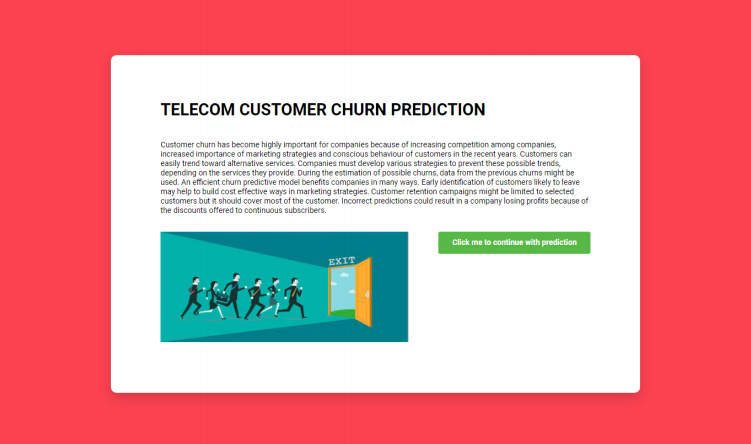 TELECOM CUSTOMER CHURN PREDICTION
Customer churn has become highly important for companies because of increasing competition among companies,
increased importance of marketing strategies and conscious behaviour of customers in the recent years. Customers can
easily trend toward alternative services. Companies must develop various strategies to prevent these possible trends,
depending on the services they provide. During the estimation of possible churns, data from the previous churns might be
used. An efficient churn predictive model benefits companies in many ways. Early identification of customers likely to leave
may help to build cost effective ways in marketing strategies. Customer retention campaigns might be limited to selected
customers but it should cover most of the customer. Incorrect predictions could result in a company losing profits because of
the discounts offered to continuous subscribers.
EXIT
Click me to continue with prediction